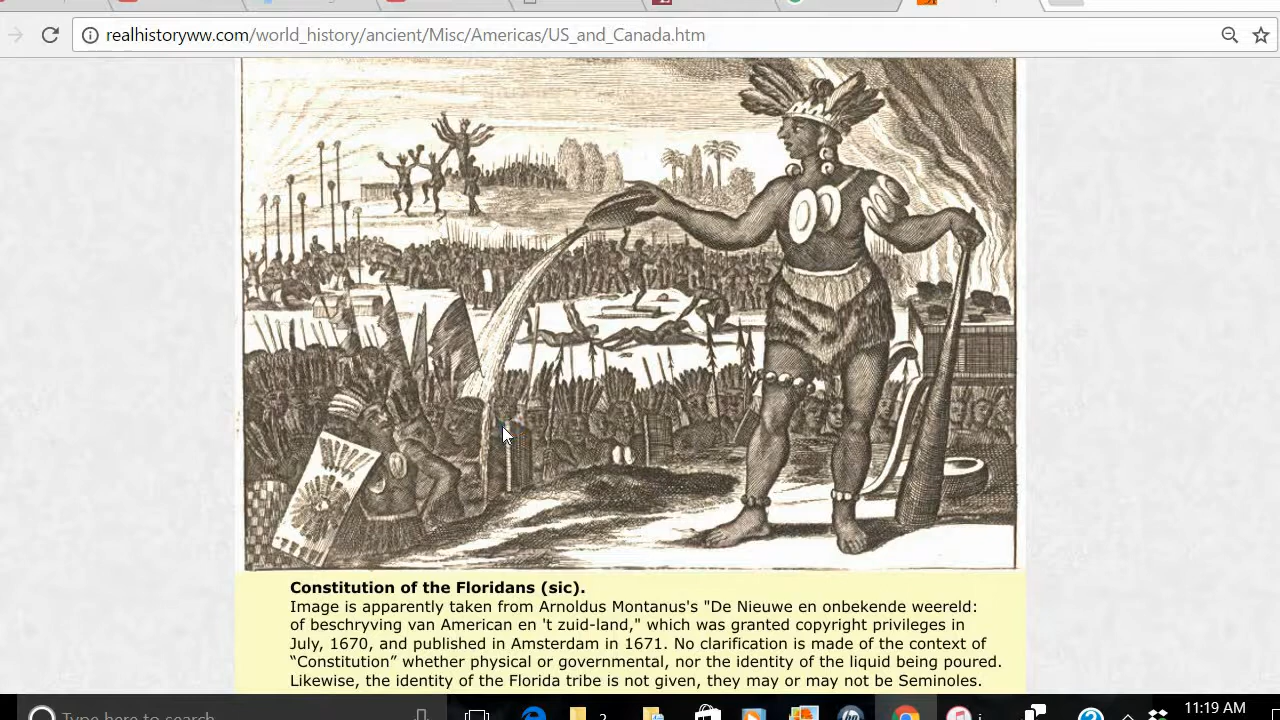 realhistoryww.com/world_history/ancient/Misc/Americas/US_and_Canada.htm
Constitution of the Floridans (sic).
Image is apparently taken from Arnoldus Montanus's "De Nieuwe en onbekende weereld:
of beschryving van American en 't zuid-land," which was granted copyright privileges in
July, 1670, and published in Amsterdam in 1671. No clarification is made of the context of
“Constitution” whether physical or governmental, nor the identity of the liquid being poured.
Likewise, the identity of the Florida tribe is not given, they may or may not be Seminoles.
Type here to search
11:19 AM